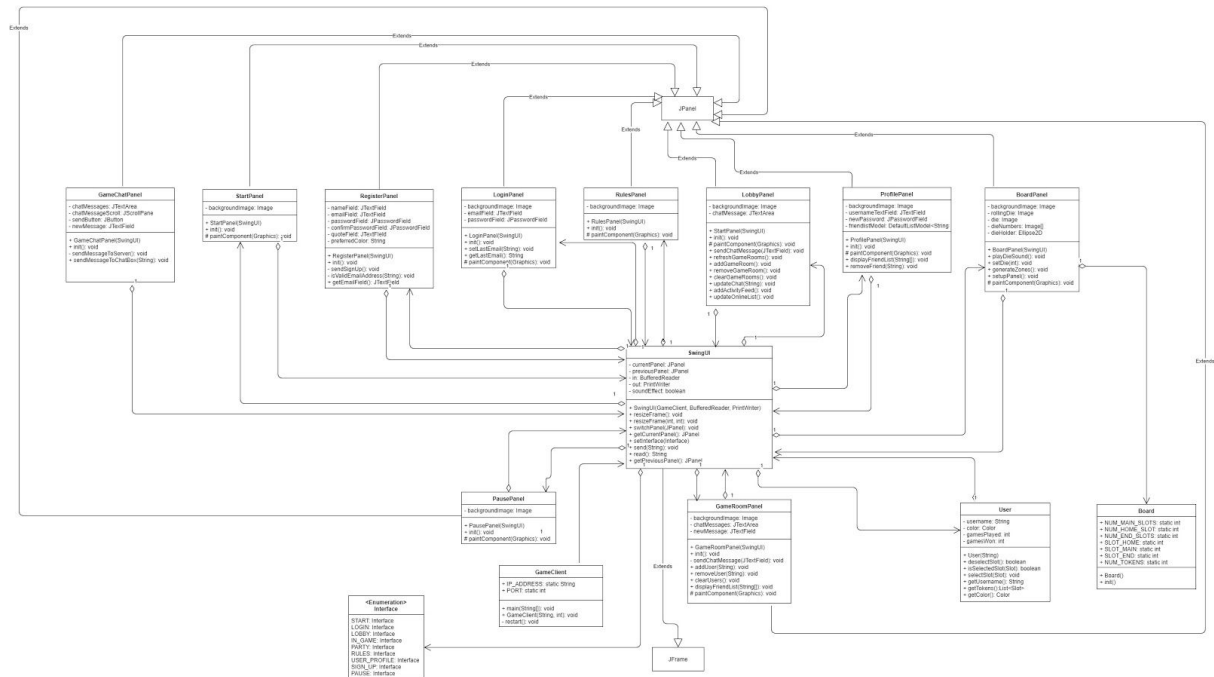 Extends
Extends
Extends
Extends
Extends
JPanel
Extends
Extends
Extends
Extends
GameChatPanel
- chatMessages: JTextArea
- chatMessageScroll: JScrollPane
- sendButton: JButton
- newMessage: JTextField
+ GameChatPanel(SwingUI)
+ init(): void
- sendMessageToServer(): void
- sendMessageToChatBox(String): void
StartPanel
- backgroundImage: Image
+ StartPanel(SwingUI)
+ init(): void
# paintComponent(Graphics): void
RegisterPanel
- nameField: JTextField
- emailField: JTextField
- passwordField: JPasswordField
- confirmPasswordField: JPasswordField
- quoteField: JTextField
- preferredColor: String
+ RegisterPanel(SwingUI)
+ init(): void
- sendSignUp(): void
- isValidEmailAddress(String): void
+ getEmailField(): JTextField
LoginPanel
- backgroundImage: Image
- emailField: JTextField
- passwordField: JPasswordField
+ LoginPanel(SwingUI)
+ init(): void
+ setLastEmail(String): void
+ getLastEmail(): String
# paintComponent(Graphics): void
RulesPanel
- backgroundImage: Image
+ RulesPanel(SwingUI)
+ init(): void
# paintComponent(Graphics): void
LobbyPanel
- backgroundImage: Image
- chatMessage: JTextArea
+ StartPanel(SwingUI)
+ init(): void
# paintComponent(Graphics): void
- sendChatMessage(JTextField): void
+ refreshGameRooms(): void
+ addGameRoom(): void
+ removeGameRoom(): void
+ clearGameRooms(): void
+ updateChat(String): void
+ addActivityFeed(): void
+ updateOnlineList(): void
ProfilePanel
- backgroundImage: Image
- usernameTextField: JTextField
- newPassword: JPasswordField
- friendlistModel: DefaultListModel<String
+ ProfilePanel(SwingUI)
+ init(): void
# paintComponent(Graphics): void
+ displayFriendList(String[]): void
- removeFriend(String): void
BoardPanel
- backgroundImage: Image
- rollingDie: Image
- die: Image
- dieNumbers: Image[]
- dieHolder: Ellipse2D
+ BoardPanel(SwingUI)
+ playDieSound(): void
- setDie(int): void
- generateZones(): void
- setupPanel(): void
# paintComponent(Graphics): void
SwingUI
- currentPanel: JPanel
- previousPanel: JPanel
- in: BufferedReader
- out: PrintWriter
- soundEffect: boolean
+ SwingUI(GameClient, BufferedReader, PrintWriter)
+ resizeFrame(): void
+ resizeFrame(int, int): void
+ switchPanel(JPanel): void
+ getCurrentPanel(): JPanel
+ setInterface(Interface)
+ send(String): void
+ read(): String
+ getPreviousPanel(): JPanel
Extends
PausePanel
- backgroundImage: Image
+ PausePanel(SwingUI)
+ init(): void
# paintComponent(Graphics): void
GameRoomPanel
- backgroundImage: Image
- chatMessages: JTextArea
- newMessage: JTextField
+ GameRoomPanel(SwingUI)
+ init(): void
- sendChatMessage(JTextField): void
+ addUser(String): void
+ removeUser(String): void
+ clearUsers(): void
+ displayFriendList(String[]): void
# paintComponent(Graphics): void
User
- username: String
- color: Color
- gamesPlayed: int
- gamesWon: int
+ User(String)
+ deselectSlot(): boolean
+ isSelectedSlot(Slot): boolean
+ selectSlot(Slot): void
+ getUsername(): String
+ getTokens():List<Slot>
+ getColor(): Color
Board
+ NUM_MAIN_SLOTS: static int
+ NUM_HOME_SLOT: static int
+ NUM_END_SLOTS: static int
+ SLOT_HOME: static int
+ SLOT_MAIN: static int
+ SLOT_END: static int
+ NUM_TOKENS: static int
+ Board()
+ init()
GameClient
+ IP_ADDRESS: static String
+ PORT: static int
+ main(String[]): void
+ GameClient(String, int): void
- restart(): void
Extends
<Enumeration>
Interface
START: Interface
LOGIN: Interface
LOBBY: Interface
IN_GAME: Interface
PARTY: Interface
RULES: Interface
USER_PROFILE: Interface
SIGN_UP: Interface
PAUSE: Interface
JFrame